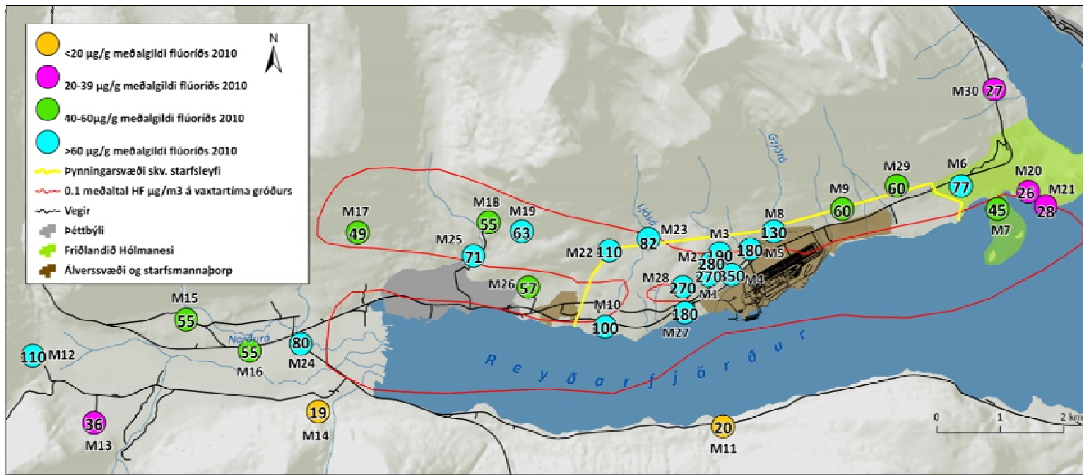 <20 µg/g meðalgildi flúoríðs 2010
20-39 µg/g meðalgildi flúoríðs 2010
40-60µg/g meðalgildi flúoríðs 2010
>60 µg/g meðalgildi flúoríðs 2010
Þynningarsvæði skv. starfsleyfi
0.1 meðaltal HF µg/m3 á vaxtartíma gróðurs
Vegir
Þéttbýli
Friðlandið Hólmanesi
Álverssvæði og starfsmannaþorp
N
M30
27
M29
60
M6
77
M20
26
M21
28
M9
60
45
M7
M8
130
M18
55
M19
63
M17
49
M23
82
M22
110
M3
190
180
M5
M2
280
M25
71
M28
270
270
M1
350
M4
M26
57
M10
100
180
M27
M15
55
Norðurá
55
M16
80
M24
110
M12
36
M13
19
M14
20
M11
Reyðarfjörður
Grjótá
Ljósá
0
1
2 km